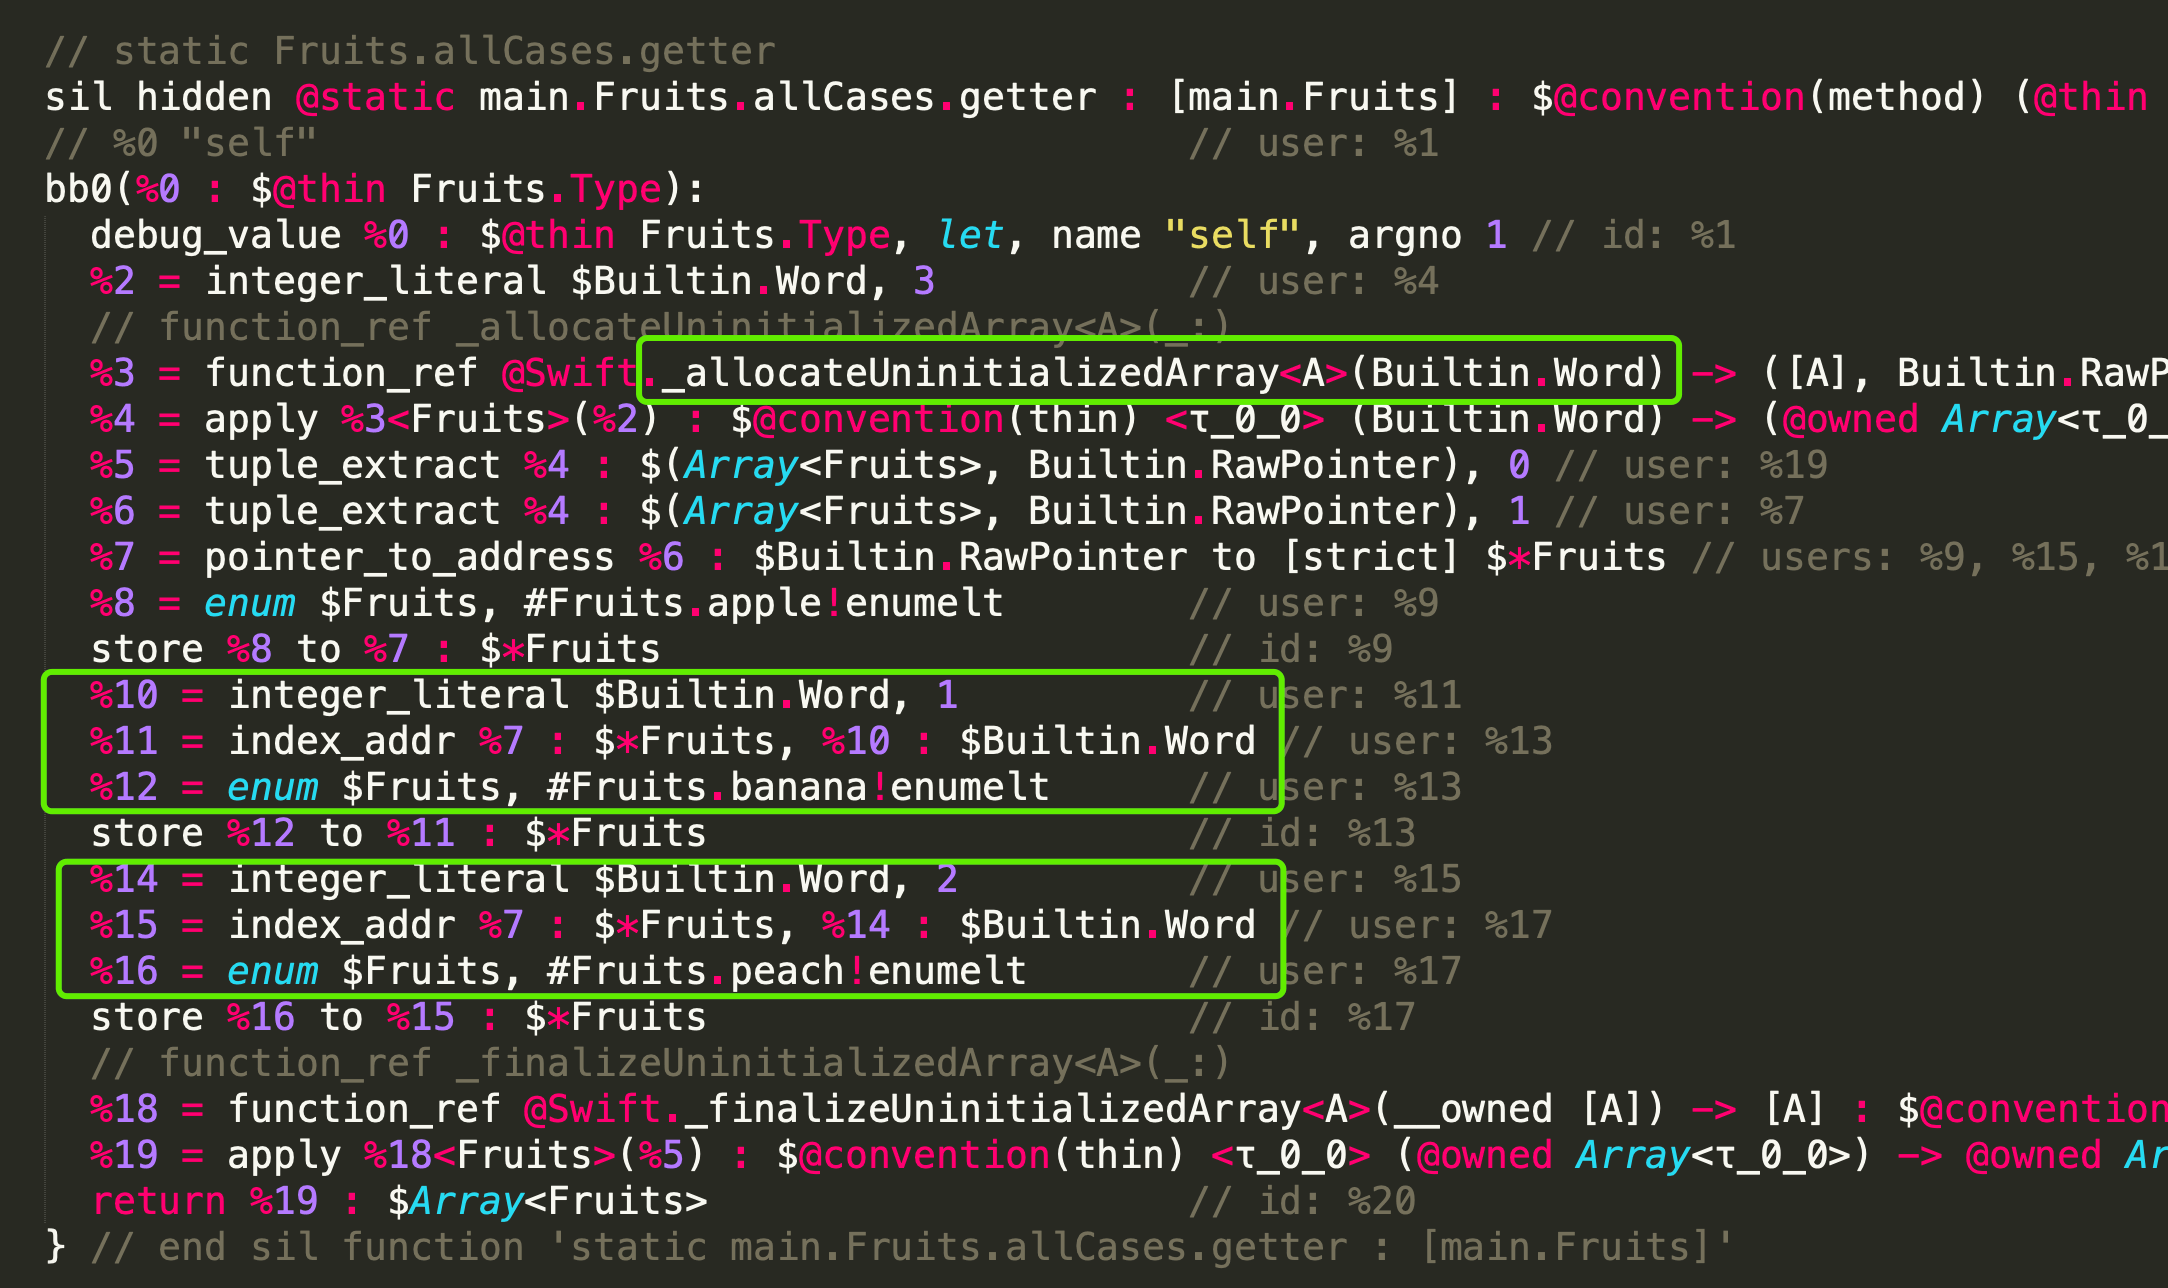 // static Fruits.allCases.getter
sil hidden @static main.Fruits.allCases.getter : [main.Fruits] : $@convention(method) (@thin
// %0 "self"                                      // user: %1
bb0(%0 : $@thin Fruits.Type):
  debug_value %0 : $@thin Fruits.Type, let, name "self", argno 1 // id: %1
  %2 = integer_literal $Builtin.Word, 3           // user: %4
  // function_ref _allocateUninitializedArray<A>(_:)
  %3 = function_ref @Swift._allocateUninitializedArray<A>(Builtin.Word) -> ([A], Builtin.RawP
  %4 = apply %3<Fruits>(%2) : $@convention(thin) <τ_0_0> (Builtin.Word) -> (@owned Array<τ_0_
  %5 = tuple_extract %4 : $(Array<Fruits>, Builtin.RawPointer), 0 // user: %19
  %6 = tuple_extract %4 : $(Array<Fruits>, Builtin.RawPointer), 1 // user: %7
  %7 = pointer_to_address %6 : $Builtin.RawPointer to [strict] $*Fruits // users: %9, %15, %1
  %8 = enum $Fruits, #Fruits.apple!enumelt        // user: %9
  store %8 to %7 : $*Fruits                       // id: %9
  %10 = integer_literal $Builtin.Word, 1          // user: %11
  %11 = index_addr %7 : $*Fruits, %10 : $Builtin.Word // user: %13
  %12 = enum $Fruits, #Fruits.banana!enumelt      // user: %13
  store %12 to %11 : $*Fruits                     // id: %13
  %14 = integer_literal $Builtin.Word, 2          // user: %15
  %15 = index_addr %7 : $*Fruits, %14 : $Builtin.Word // user: %17
  %16 = enum $Fruits, #Fruits.peach!enumelt       // user: %17
  store %16 to %15 : $*Fruits                     // id: %17
  // function_ref _finalizeUninitializedArray<A>(_:)
  %18 = function_ref @Swift._finalizeUninitializedArray<A>(__owned [A]) -> [A] : $@convention
  %19 = apply %18<Fruits>(%5) : $@convention(thin) <τ_0_0> (@owned Array<τ_0_0>) -> @owned Ar
  return %19 : $Array<Fruits>                     // id: %20
} // end sil function 'static main.Fruits.allCases.getter : [main.Fruits]'